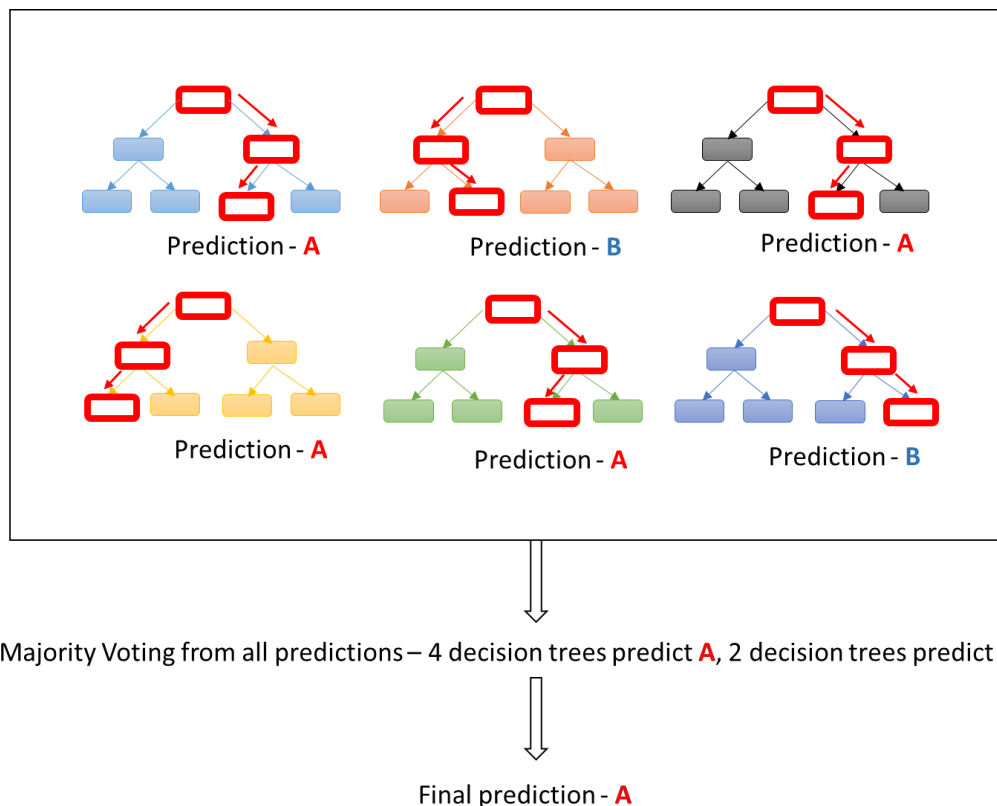 Prediction - A
Prediction - B
Prediction - A
Prediction - A
Prediction - A
Prediction - B
Majority Voting from all predictions – 4 decision trees predict A, 2 decision trees predict
Final prediction - A